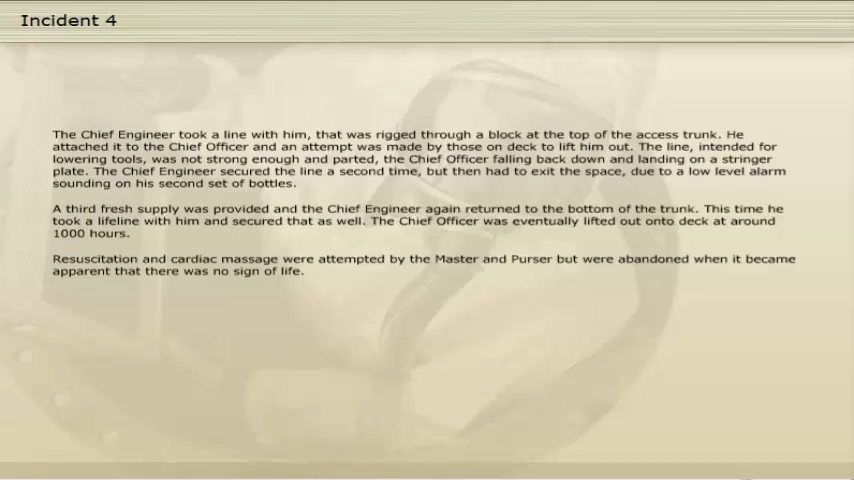 Incident 4
The Chief Engineer took a line with him, that was rigged through a block at the top of the access trunk. He
attached it to the Chief Officer and an attempt was made by those on deck to lift him out. The line, intended for
lowering tools, was not strong enough and parted, the Chief Officer falling back down and landing on a stringer
plate. The Chief Engineer secured the line a second time, but then had to exit the space, due to a low level alarm
sounding on his second set of bottles.
A third fresh supply was provided and the Chief Engineer again returned to the bottom of the trunk. This time he
took a lifeline with him and secured that as well. The Chief Officer was eventually lifted out onto deck at around
1000 hours.
Resuscitation and cardiac massage were attempted by the Master and Purser but were abandoned when it became
apparent that there was no sign of life.